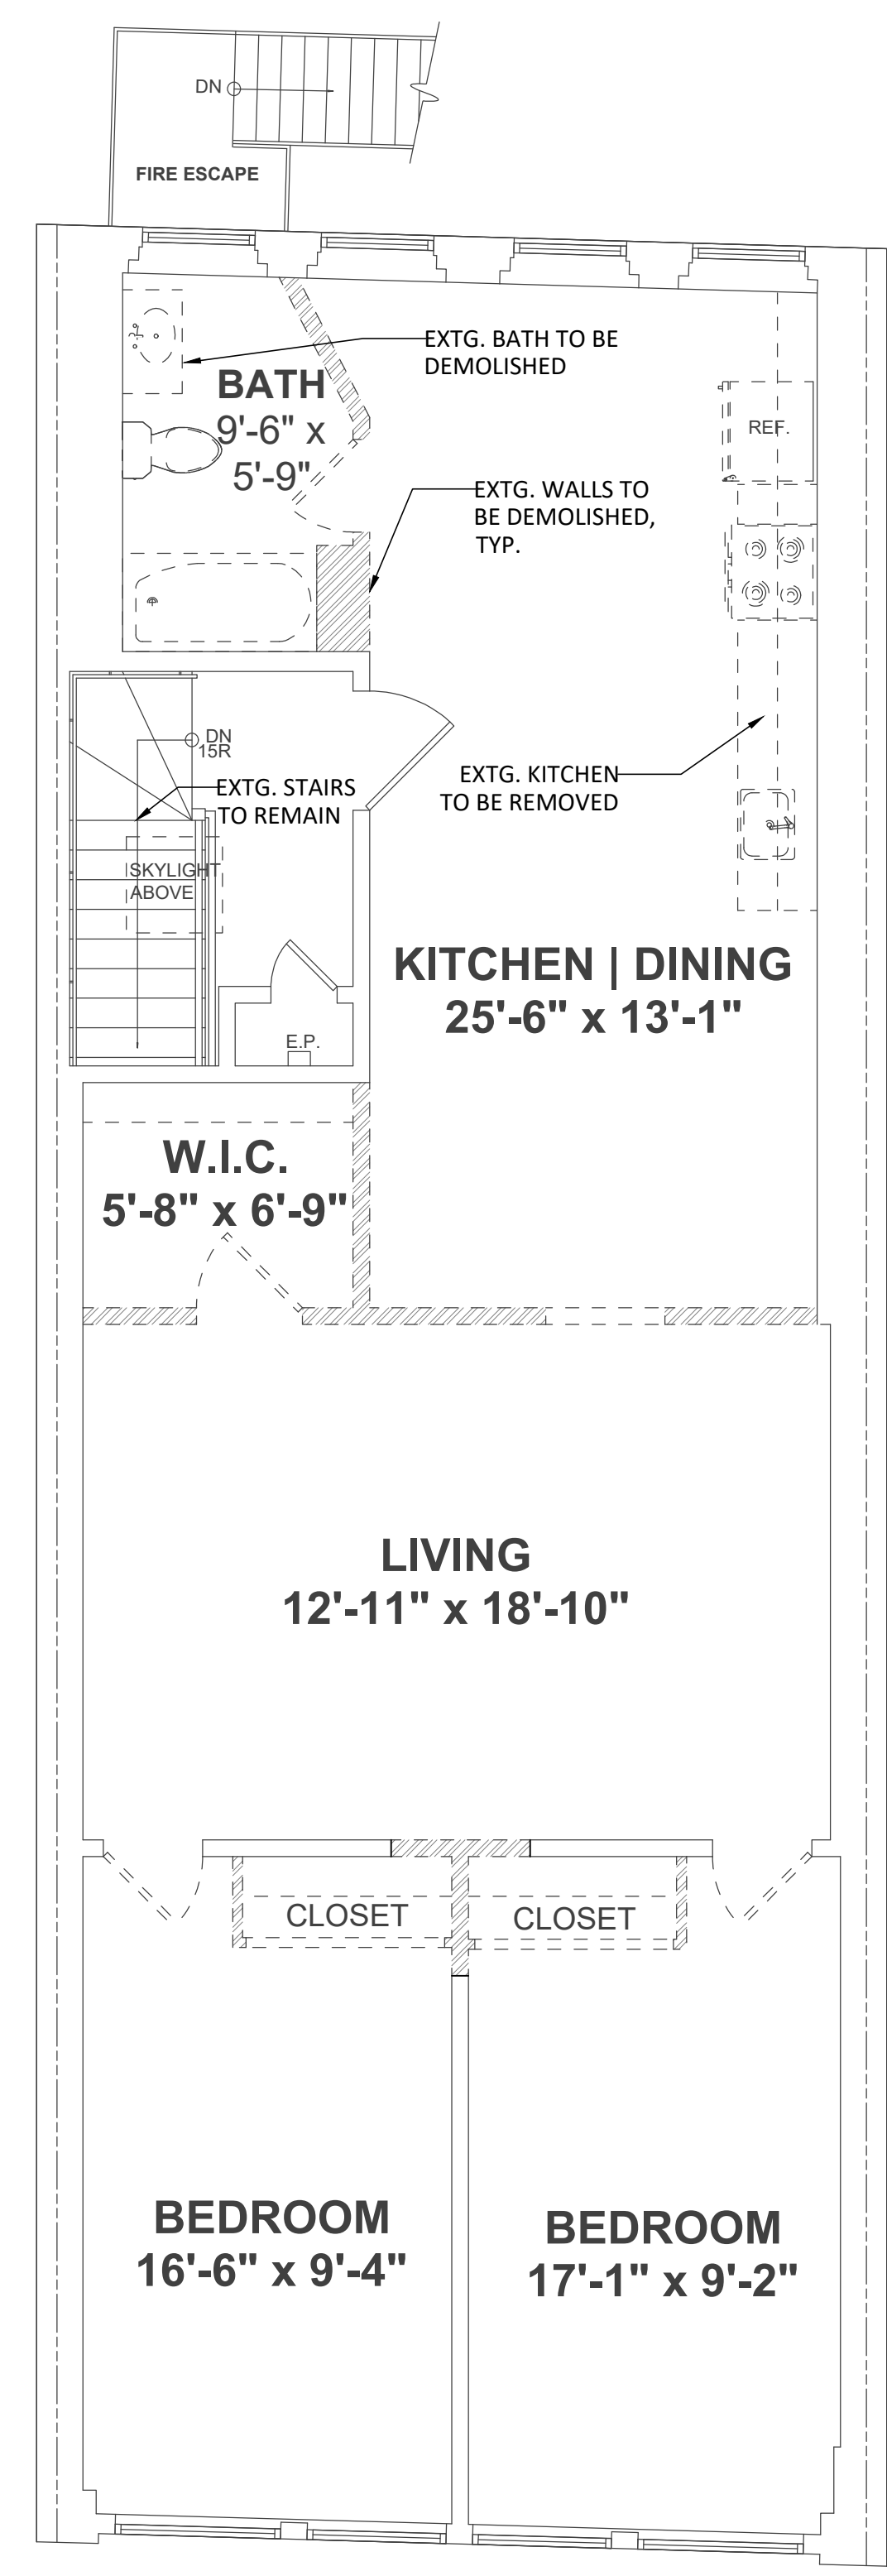 DN
FIRE ESCAPE
EXTG. BATH TO BE
DEMOLISHED
BATH
9'-6" x
5'-9"
REF.
EXTG. WALLS TO
BE DEMOLISHED,
TYP.
DN
15R
EXTG. STAIRS
TO REMAIN
EXTG. KITCHEN
TO BE REMOVED
SKYLIGHT
ABOVE
KITCHEN | DINING
25'-6" x 13'-1"
E.P.
W.I.C.
5'-8" x 6'-9"
LIVING
12'-11" x 18'-10"
CLOSET
CLOSET
BEDROOM
16'-6" x 9'-4"
BEDROOM
17'-1" x 9'-2"